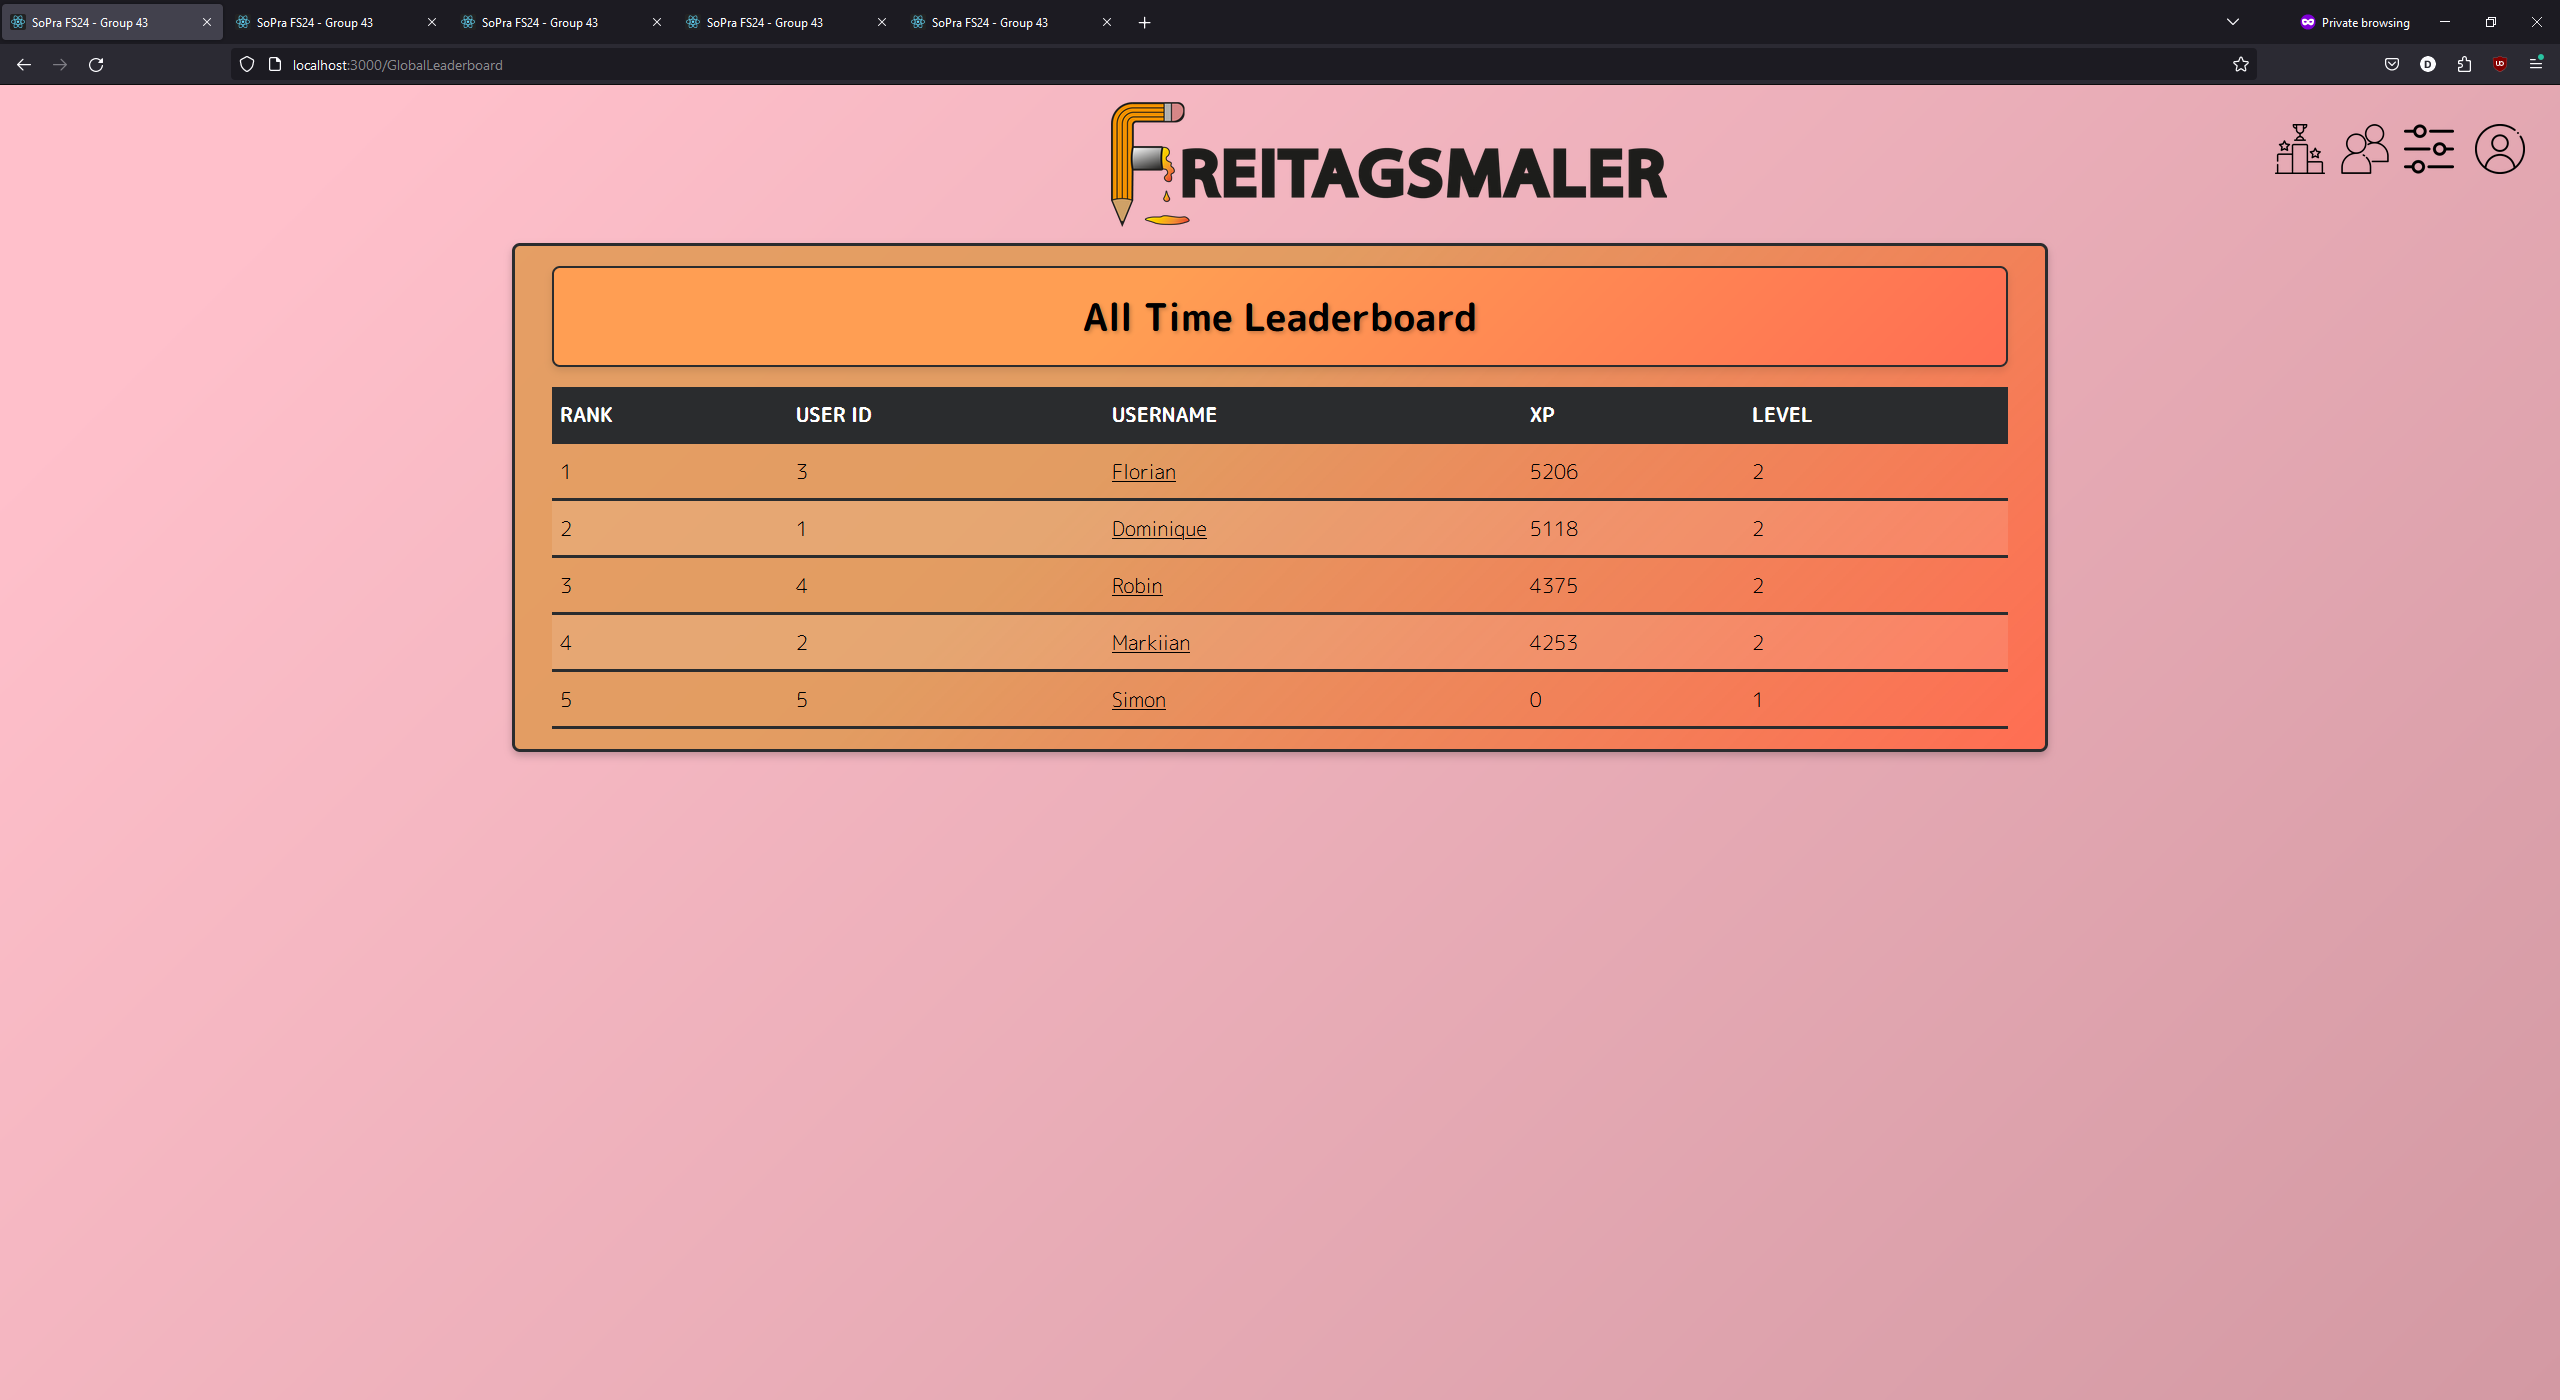 SoPra FS24 - Group 43 SoPra FS24 - Group 43 SoPra FS24 - Group 43 SoPra FS24 - Group 43 SoPra FS24 - Group 43 Private browsing
localhost:3000/GlobalLeaderboard
FREITAGSMALER
All Time Leaderboard
RANK USER ID USERNAME XP LEVEL
1 3 Florian 5206 2
2 1 Dominique 5118 2
3 4 Robin 4375 2
4 2 Markiian 4253 2
5 5 Simon 0 1